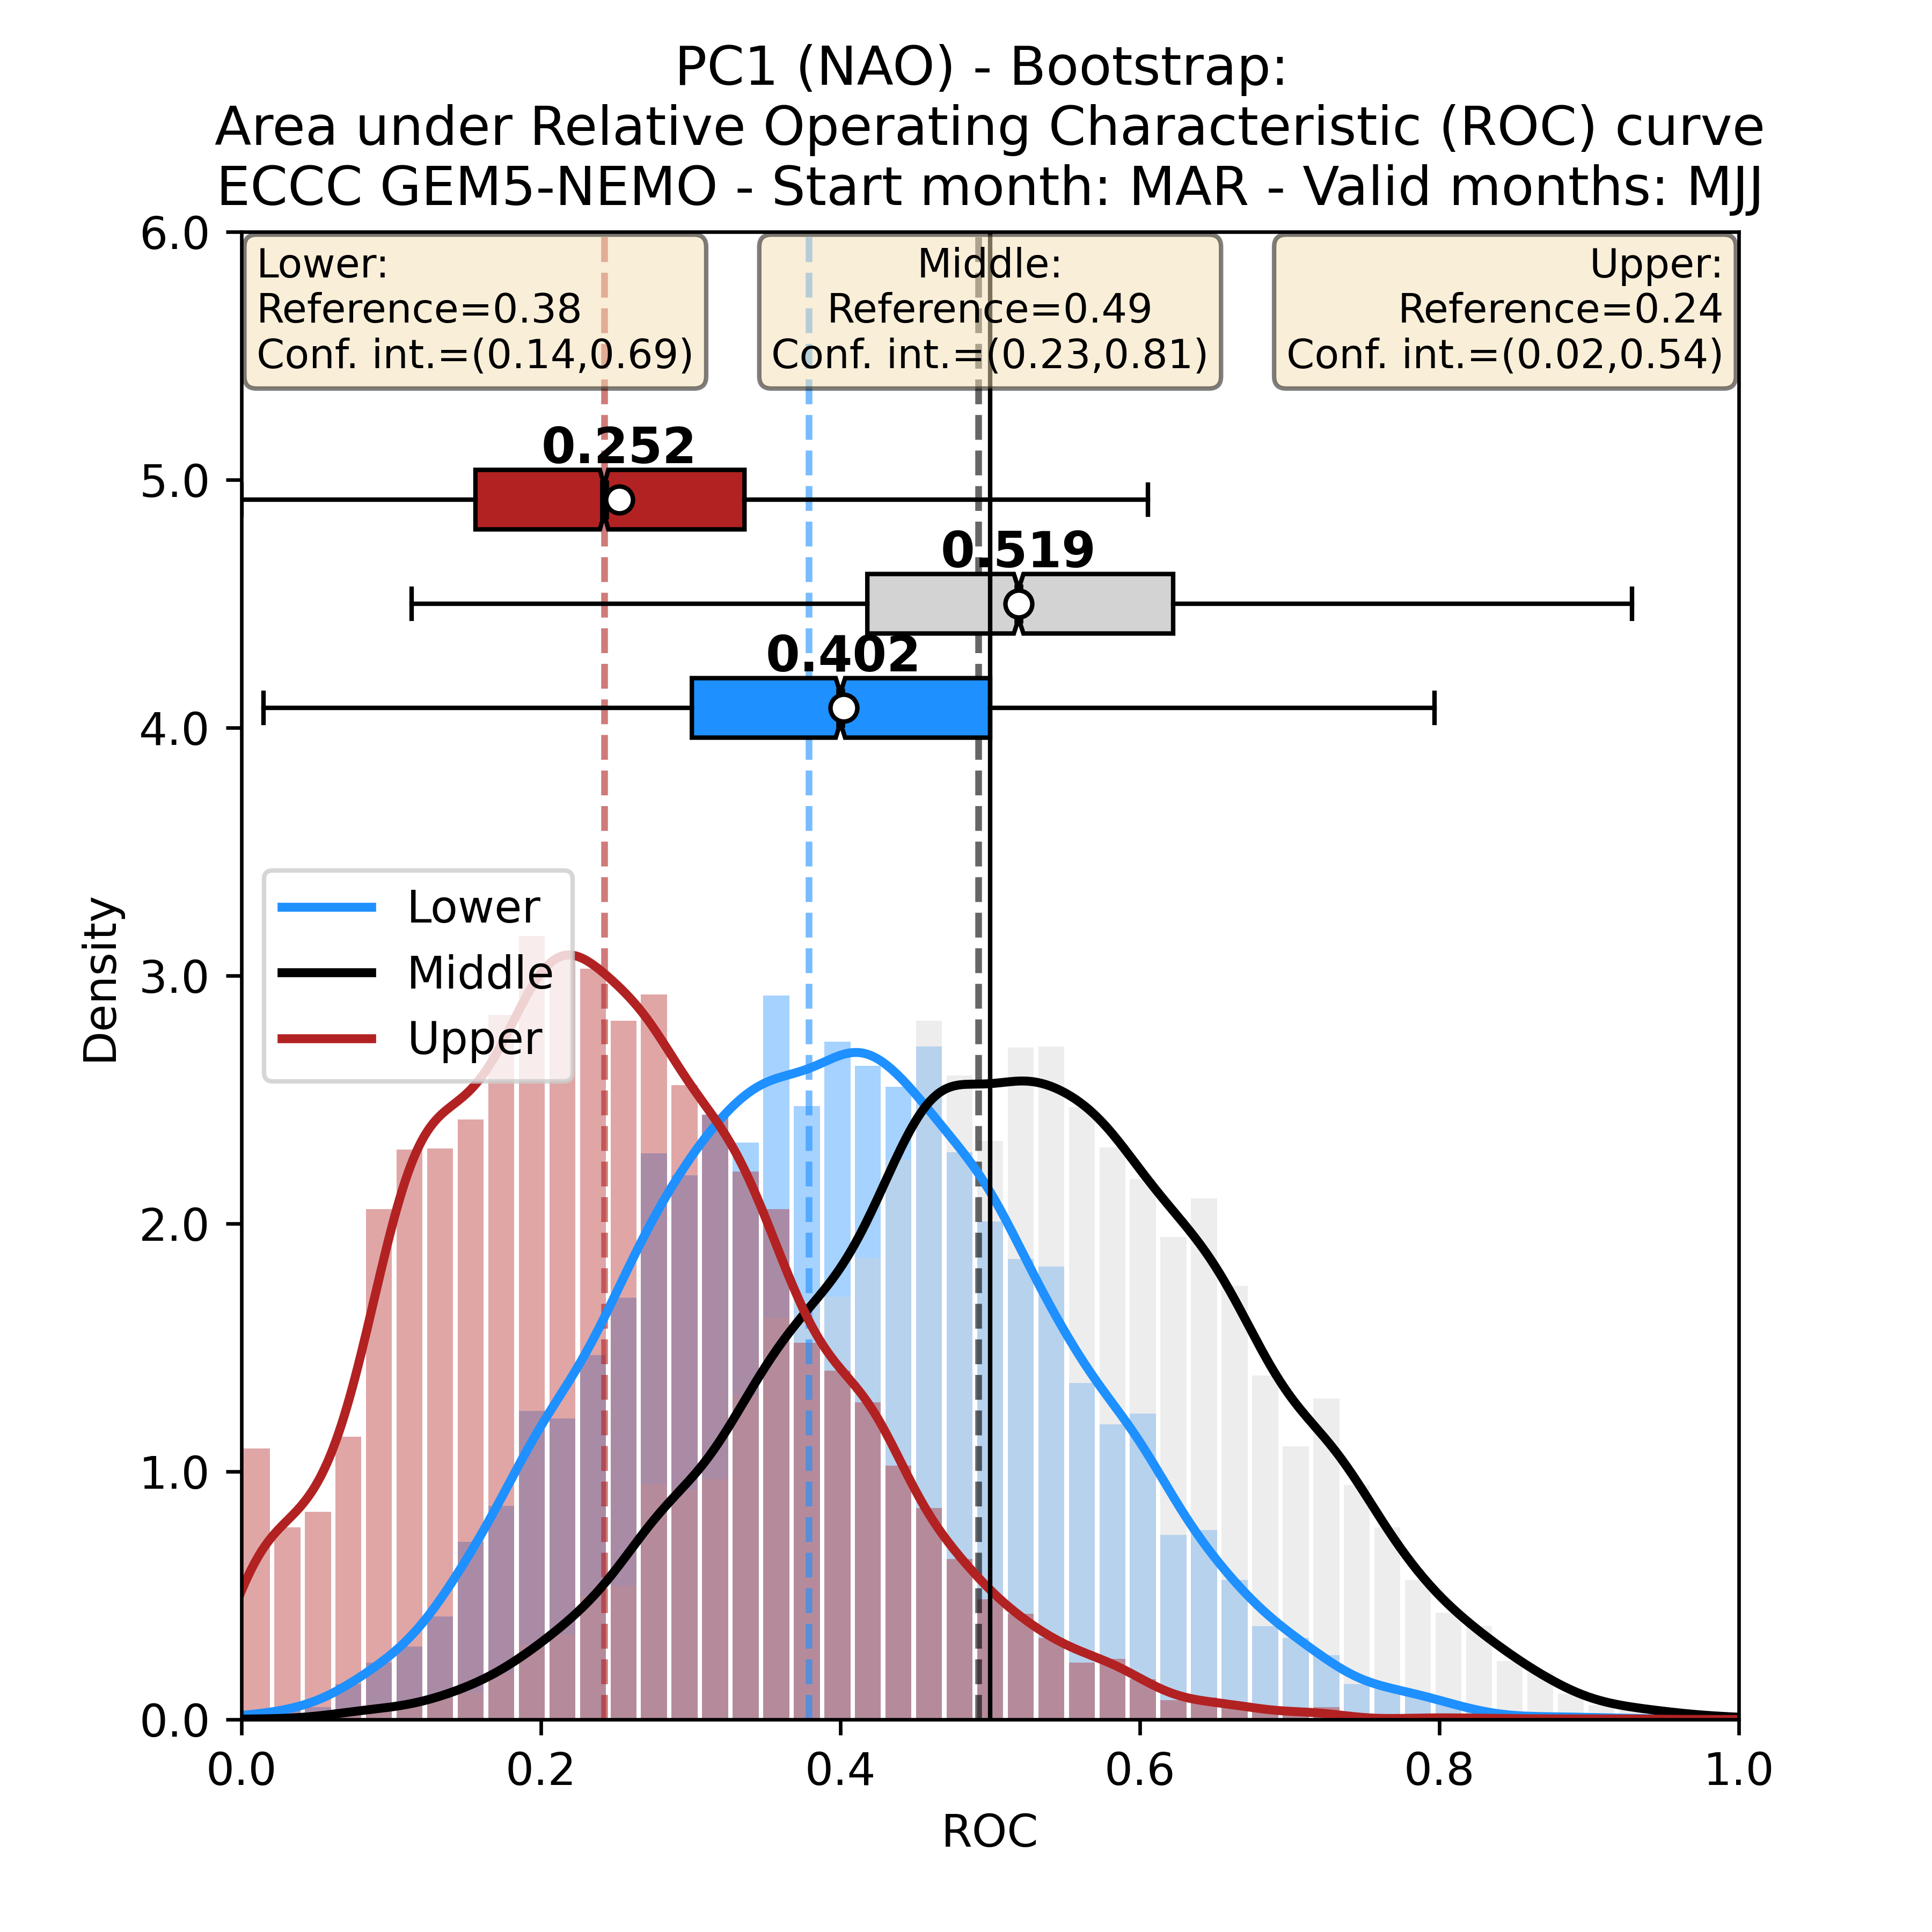 PC1 (NAO) - Bootstrap:
Area under Relative Operating Characteristic (ROC) curve
ECCC GEM5-NEMO - Start month: MAR - Valid months: MJJ
Lower:
Reference=0.38
Conf. int.=(0.14,0.69)
Middle:
Reference=0.49
Conf. int.=(0.23,0.81)
Upper:
Reference=0.24
Conf. int.=(0.02,0.54)
0.252
0.519
0.402
Lower
Middle
Upper
Density
6.0
5.0
4.0
3.0
2.0
1.0
0.0
0.0
0.2
0.4
0.6
0.8
1.0
ROC